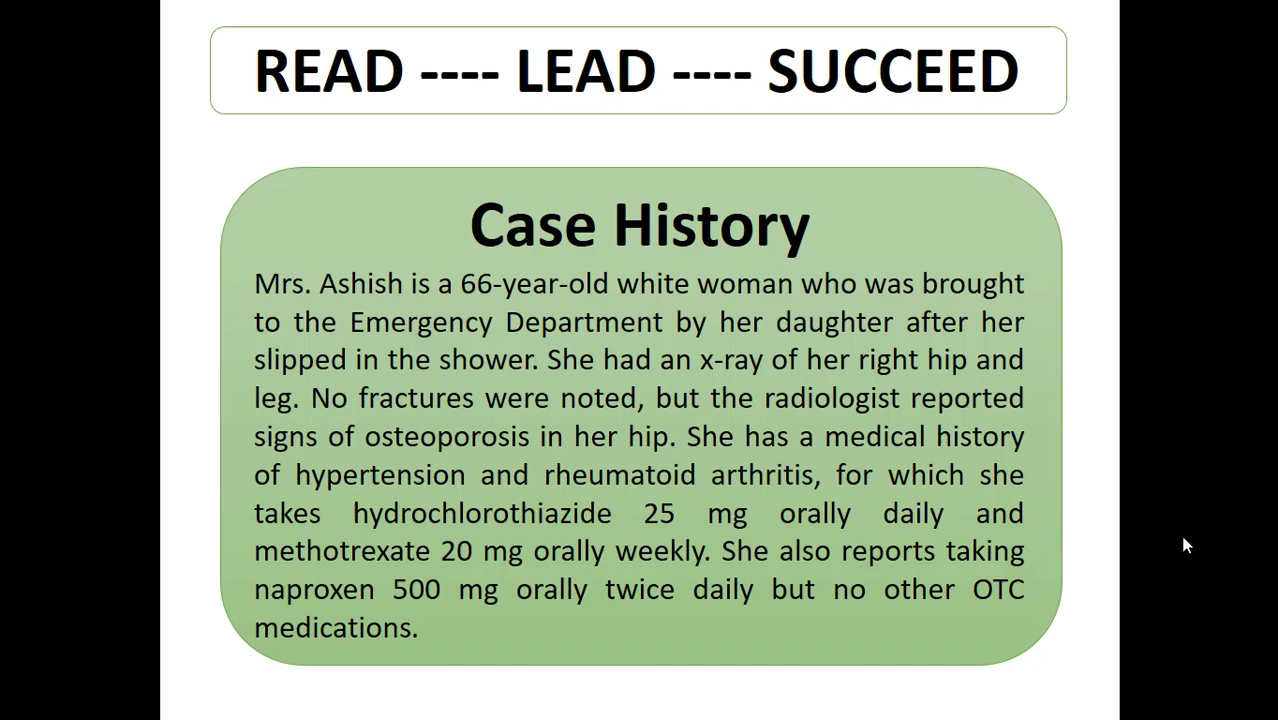 READ ---- LEAD ---- SUCCEED
Case History
Mrs. Ashish is a 66-year-old white woman who was brought
to the Emergency Department by her daughter after her
slipped in the shower. She had an x-ray of her right hip and
leg. No fractures were noted, but the radiologist reported
signs of osteoporosis in her hip. She has a medical history
of hypertension and rheumatoid arthritis, for which she
takes hydrochlorothiazide 25 mg orally daily and
methotrexate 20 mg orally weekly. She also reports taking
naproxen 500 mg orally twice daily but no other OTC
medications.